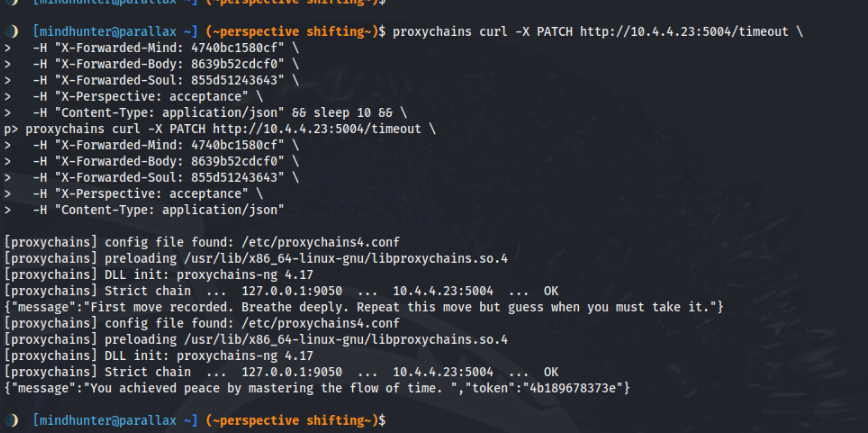 [mindhunter@parallax ~] (~perspective shifting~)$
[mindhunter@parallax ~] (~perspective shifting~)$ proxychains curl -X PATCH http://10.4.4.23:5004/timeout \
>   -H "X-Forwarded-Mind: 4740bc1580cf" \
>   -H "X-Forwarded-Body: 8639b52cdcf0" \
>   -H "X-Forwarded-Soul: 855d51243643" \
>   -H "X-Perspective: acceptance" \
>   -H "Content-Type: application/json" && sleep 10 && \
p> proxychains curl -X PATCH http://10.4.4.23:5004/timeout \
>   -H "X-Forwarded-Mind: 4740bc1580cf" \
>   -H "X-Forwarded-Body: 8639b52cdcf0" \
>   -H "X-Forwarded-Soul: 855d51243643" \
>   -H "X-Perspective: acceptance" \
>   -H "Content-Type: application/json"
[proxychains] config file found: /etc/proxychains4.conf
[proxychains] preloading /usr/lib/x86_64-linux-gnu/libproxychains.so.4
[proxychains] DLL init: proxychains-ng 4.17
[proxychains] Strict chain  ...  127.0.0.1:9050  ...  10.4.4.23:5004  ...  OK
{"message":"First move recorded. Breathe deeply. Repeat this move but guess when you must take it."}
[proxychains] config file found: /etc/proxychains4.conf
[proxychains] preloading /usr/lib/x86_64-linux-gnu/libproxychains.so.4
[proxychains] DLL init: proxychains-ng 4.17
[proxychains] Strict chain  ...  127.0.0.1:9050  ...  10.4.4.23:5004  ...  OK
{"message":"You achieved peace by mastering the flow of time. ","token":"4b189678373e"}
[mindhunter@parallax ~] (~perspective shifting~)$